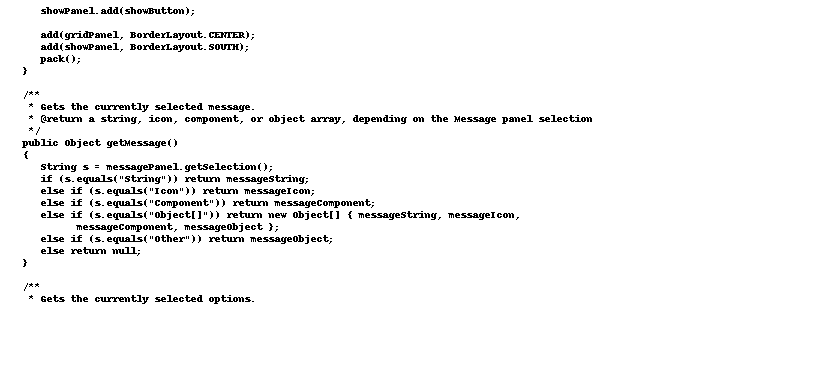 showPanel.add(showButton);
add(gridPanel, BorderLayout.CENTER);
add(showPanel, BorderLayout.SOUTH);
pack();
}
/**
* Gets the currently selected message.
* @return a string, icon, component, or object array, depending on the Message panel selection
*/
public Object getMessage()
{
String s = messagePanel.getSelection();
if (s.equals("String")) return messageString;
else if (s.equals("Icon")) return messageIcon;
else if (s.equals("Component")) return messageComponent;
else if (s.equals("Object[]")) return new Object[] { messageString, messageIcon,
messageComponent, messageObject };
else if (s.equals("Other")) return messageObject;
else return null;
}
/**
* Gets the currently selected options.